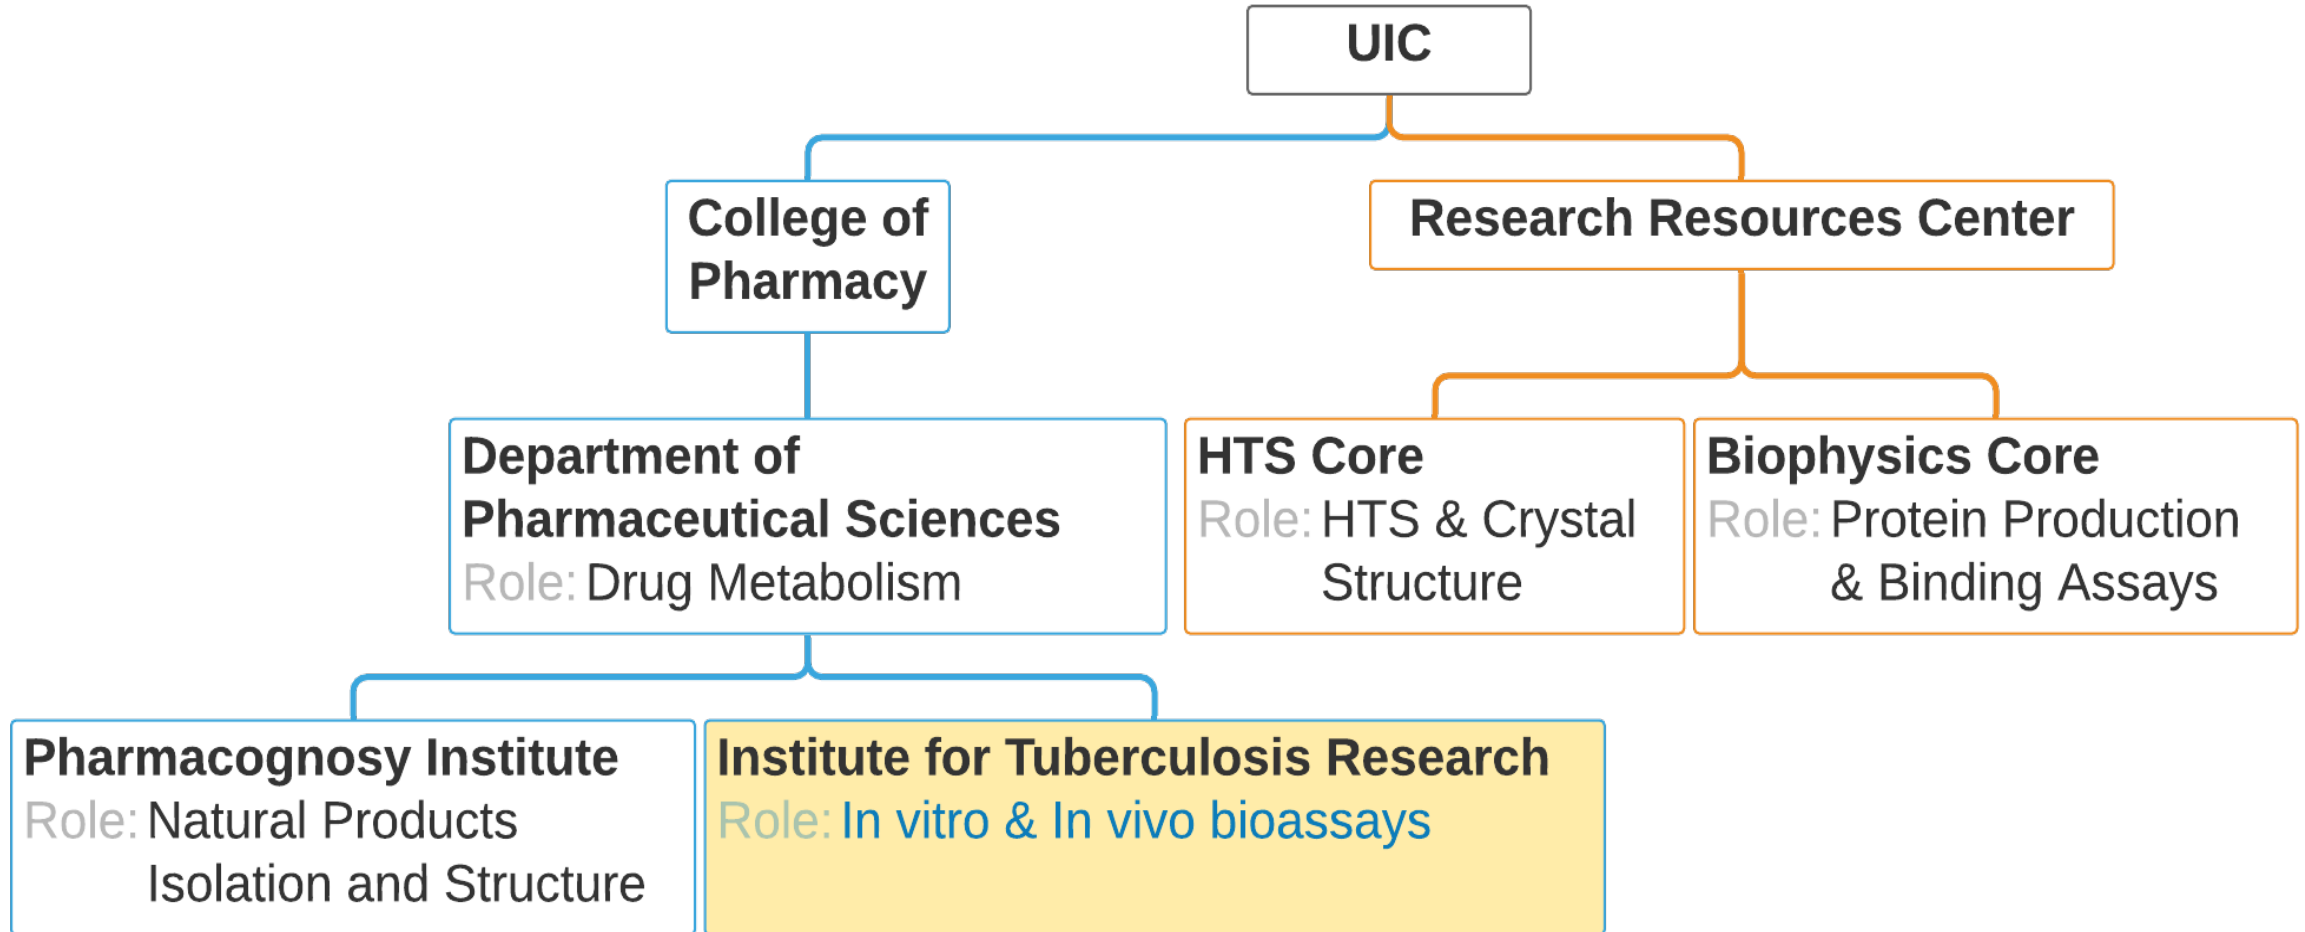 UIC
College of
Pharmacy
Research Resources Center
Department of
Pharmaceutical Sciences
Role: Drug Metabolism
HTS Core
Role: HTS & Crystal
Structure
Biophysics Core
Role: Protein Production
& Binding Assays
Pharmacognosy Institute
Role: Natural Products
Isolation and Structure
Institute for Tuberculosis Research
Role: In vitro & In vivo bioassays